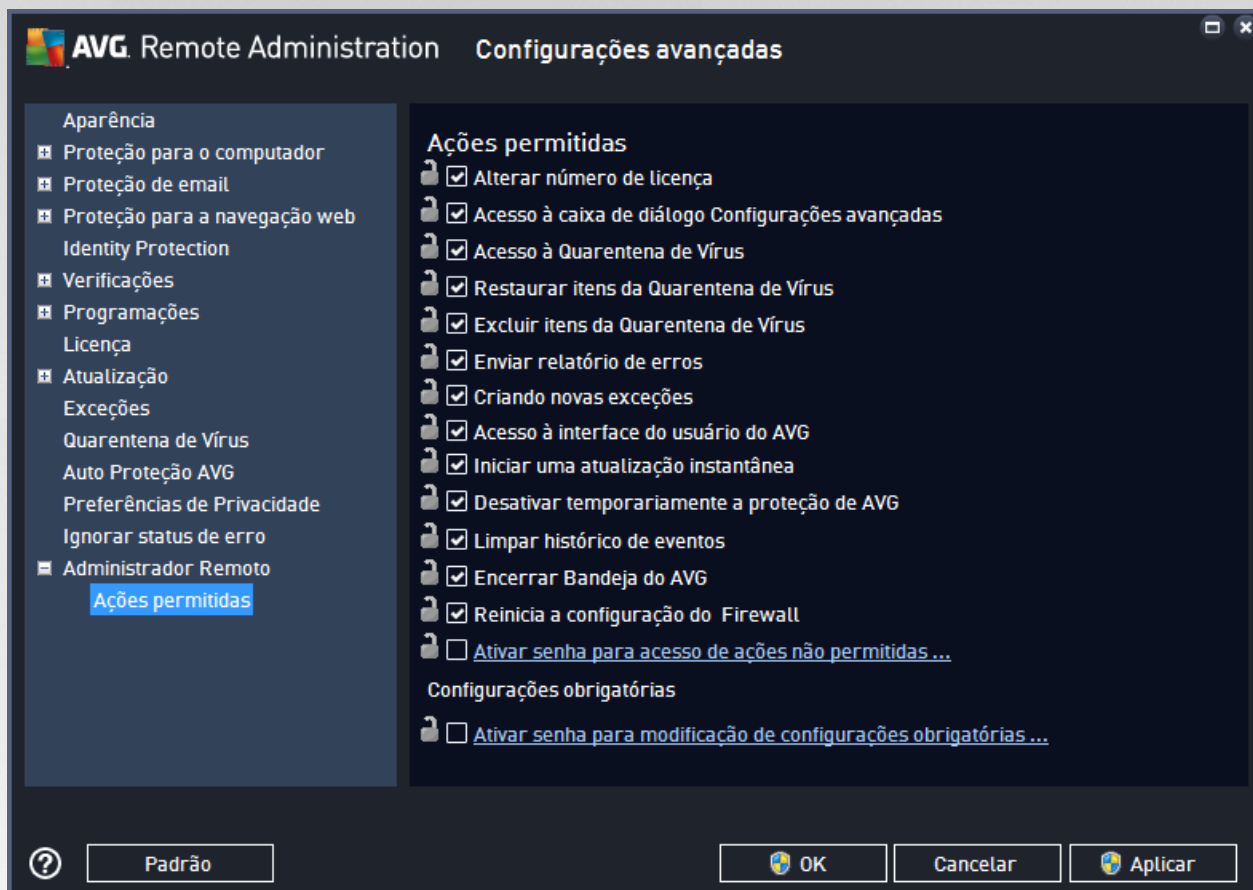 AVG. Remote Administration Configurações avançadas
Aparência
Proteção para o computador
Proteção de email
Proteção para a navegação web
Identity Protection
Verificações
Programações
Licença
Atualização
Exceções
Quarentena de Vírus
Auto Proteção AVG
Preferências de Privacidade
Ignorar status de erro
Administrador Remoto
Ações permitidas
Ações permitidas
Alterar número de licença
Acesso à caixa de diálogo Configurações avançadas
Acesso à Quarentena de Vírus
Restaurar itens da Quarentena de Vírus
Excluir itens da Quarentena de Vírus
Enviar relatório de erros
Criando novas exceções
Acesso à interface do usuário do AVG
Iniciar uma atualização instantânea
Desativar temporariamente a proteção de AVG
Limpar histórico de eventos
Encerrar Bandeja do AVG
Reinicia a configuração do Firewall
Ativar senha para acesso de ações não permitidas ...
Configurações obrigatórias
Ativar senha para modificação de configurações obrigatórias ...
Padrão
OK
Cancelar
Aplicar